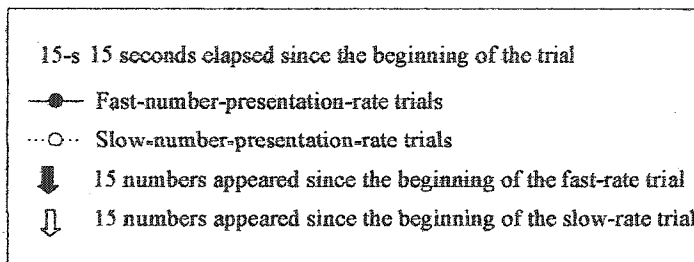 15-s 15 seconds elapsed since the beginning of the trial
Fast-number-presentation-rate trials
Slow-number-presentation-rate trials
15 numbers appeared since the beginning of the fast-rate trial
15 numbers appeared since the beginning of the slow-rate trial